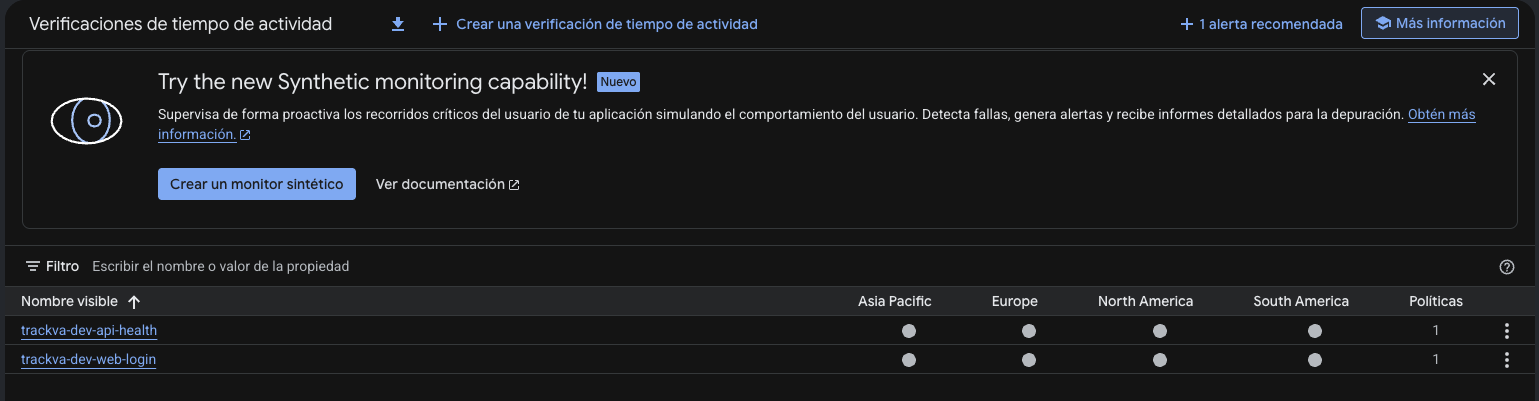 Verificaciones de tiempo de actividad
Crear una verificación de tiempo de actividad
1 alerta recomendada
Más información
Try the new Synthetic monitoring capability! Nuevo
Supervisa de forma proactiva los recorridos críticos del usuario de tu aplicación simulando el comportamiento del usuario. Detecta fallas, genera alertas y recibe informes detallados para la depuración. Obtén más
información.
Crear un monitor sintético
Ver documentación
Filtro Escribir el nombre o valor de la propiedad
Nombre visible Asia Pacific Europe North America South America Políticas
trackva-dev-api-health 1
trackva-dev-web-login 1